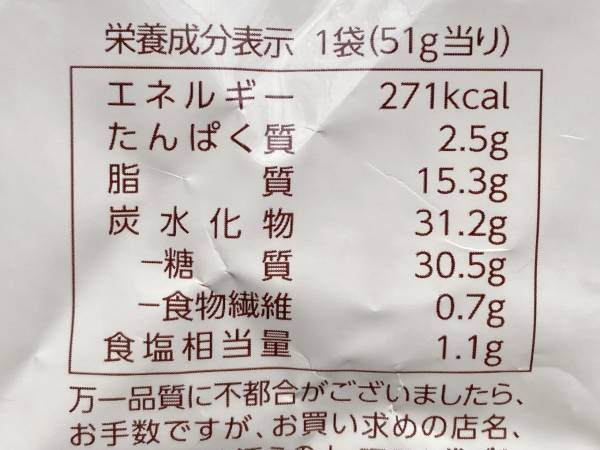 栄養成分表示 1袋(51g当り)
エネルギー 271kcal
たんぱく質 2.5g
脂質 15.3g
炭水化物 31.2g
−糖質 30.5g
−食物繊維 0.7g
食塩相当量 1.1g
万一品質に不都合がございましたら、
お手数ですが、お買い求めの店名、